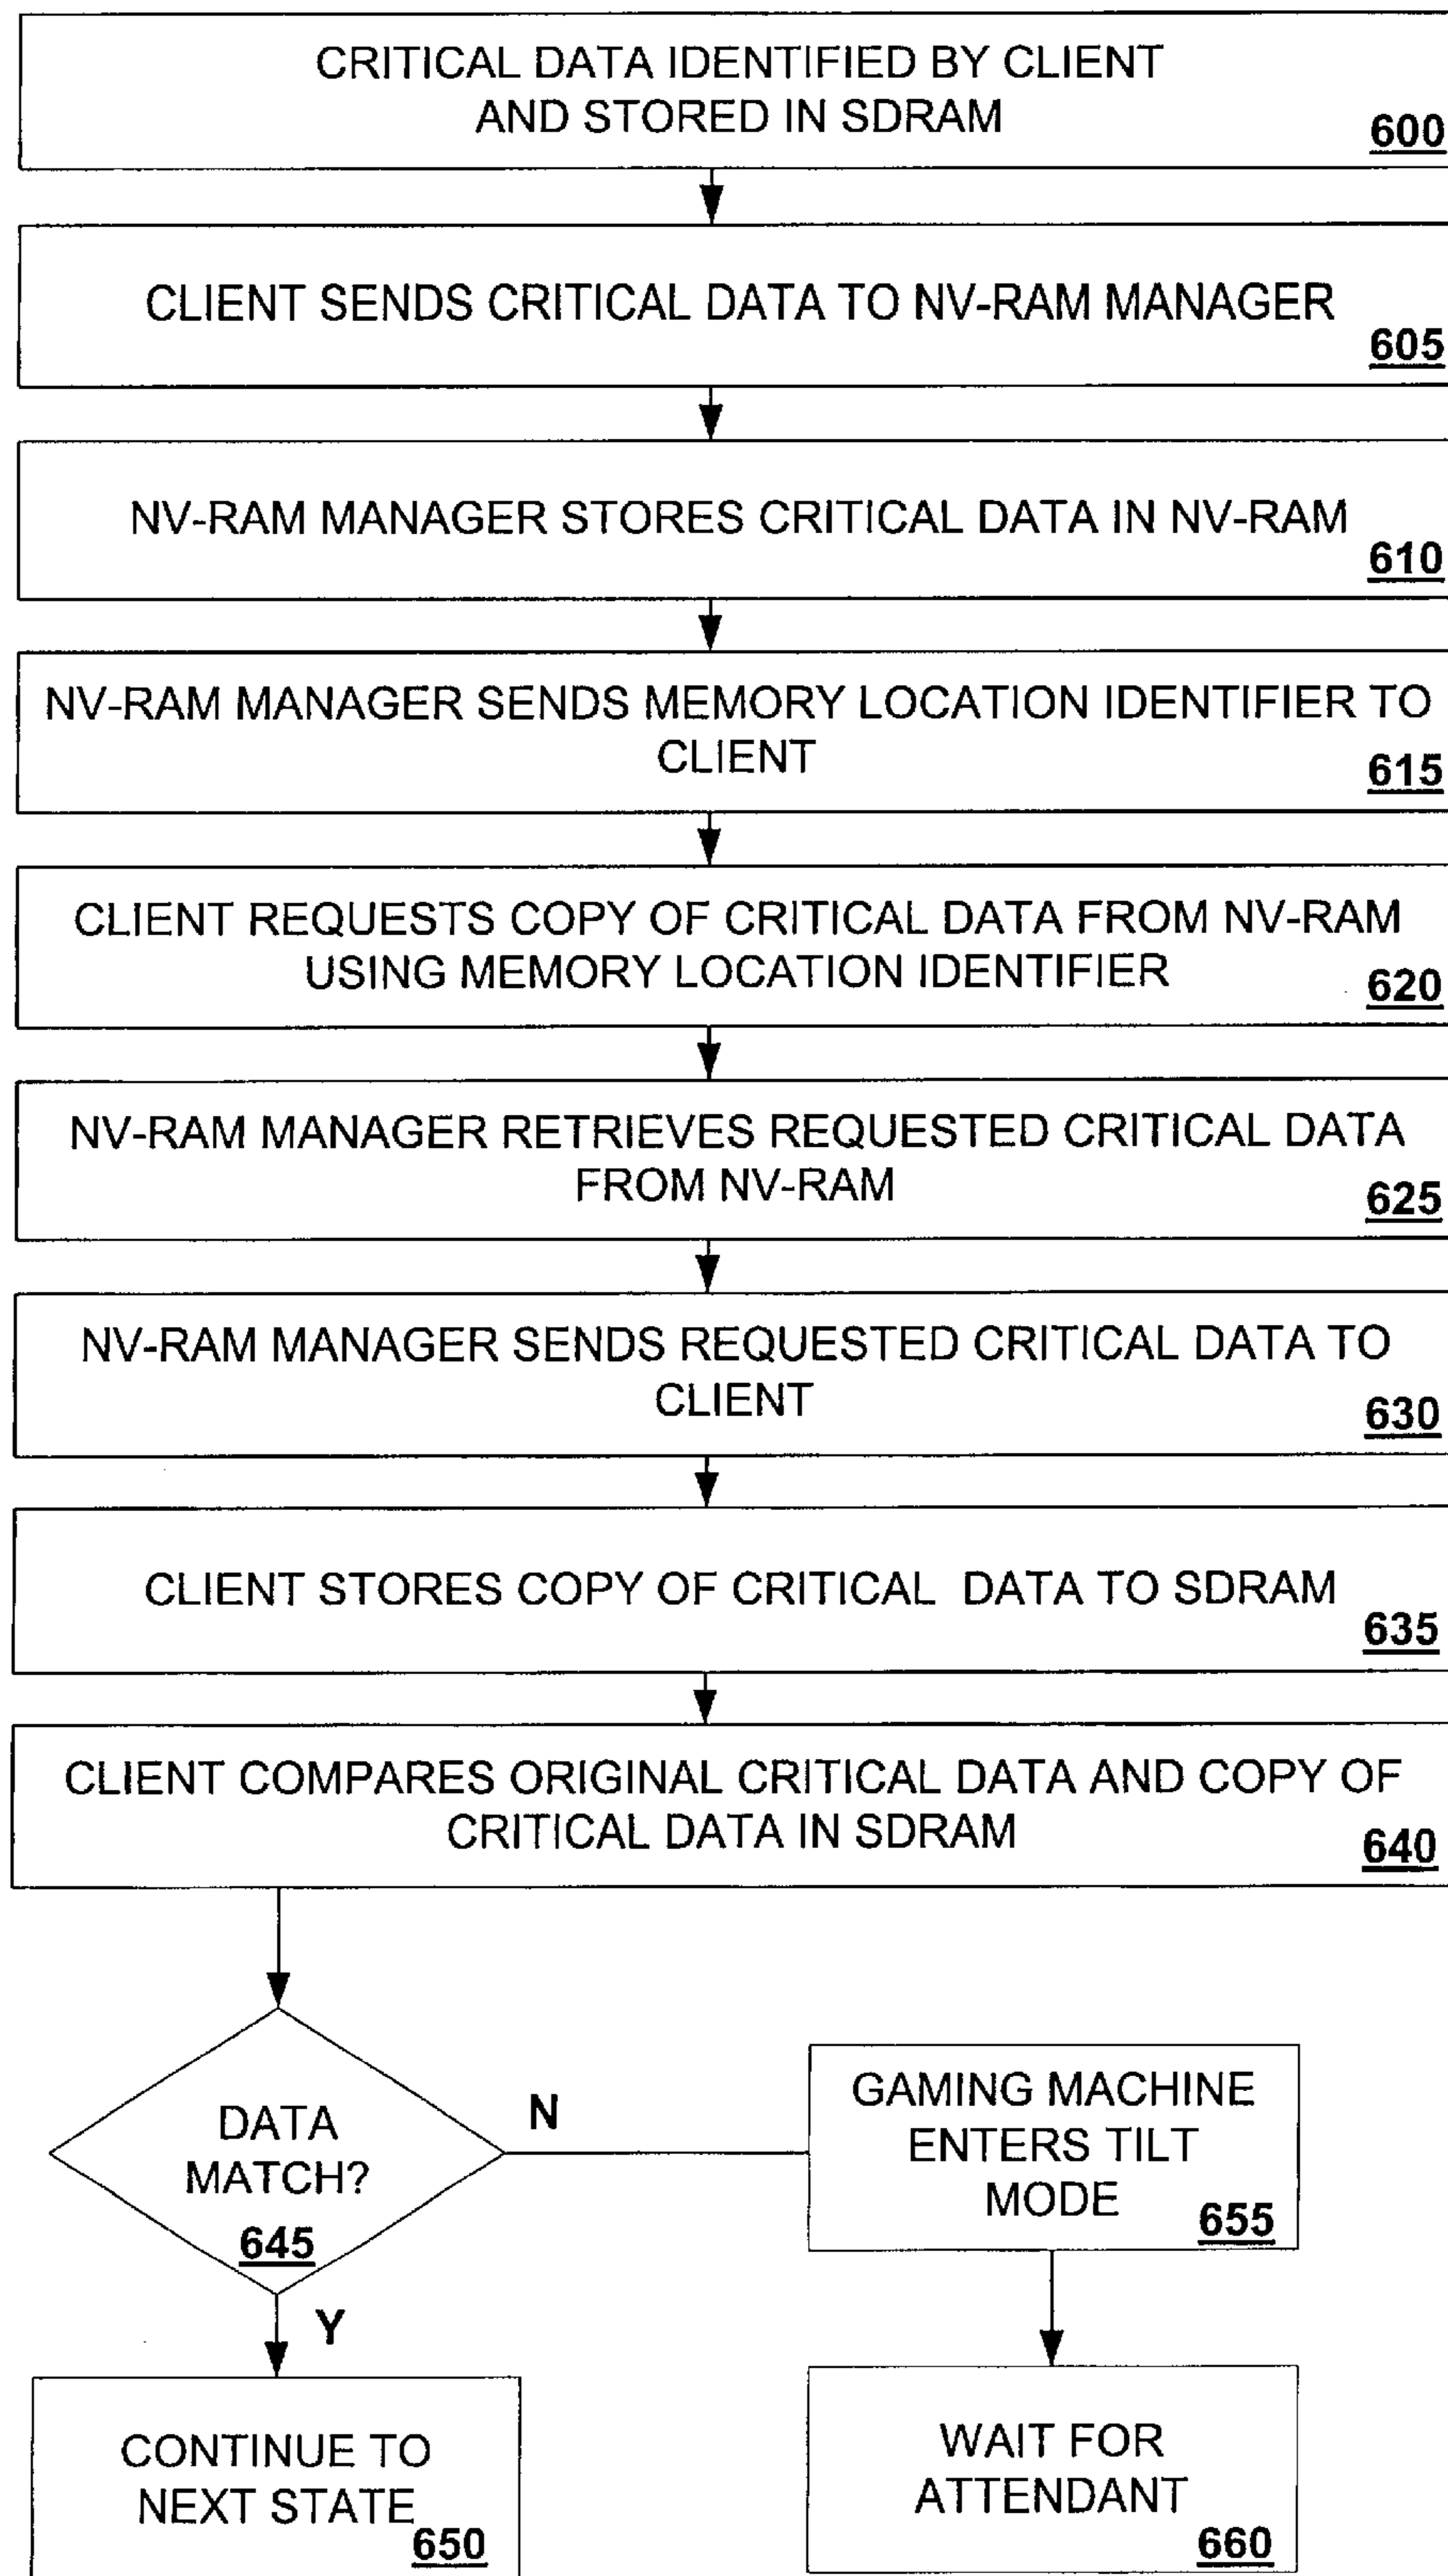 CRITICAL DATA IDENTIFIED BY CLIENT
AND STORED IN SDRAM
600
CLIENT SENDS CRITICAL DATA TO NV-RAM MANAGER
605
NV-RAM MANAGER STORES CRITICAL DATA IN NV-RAM
610
NV-RAM MANAGER SENDS MEMORY LOCATION IDENTIFIER TO
CLIENT
615
CLIENT REQUESTS COPY OF CRITICAL DATA FROM NV-RAM
USING MEMORY LOCATION IDENTIFIER
620
NV-RAM MANAGER RETRIEVES REQUESTED CRITICAL DATA
FROM NV-RAM
625
NV-RAM MANAGER SENDS REQUESTED CRITICAL DATA TO
CLIENT
630
CLIENT STORES COPY OF CRITICAL DATA TO SDRAM
635
CLIENT COMPARES ORIGINAL CRITICAL DATA AND COPY OF
CRITICAL DATA IN SDRAM
640
DATA
MATCH?
645
N
GAMING MACHINE
ENTERS TILT
MODE
655
Y
CONTINUE TO
NEXT STATE
650
WAIT FOR
ATTENDANT
660